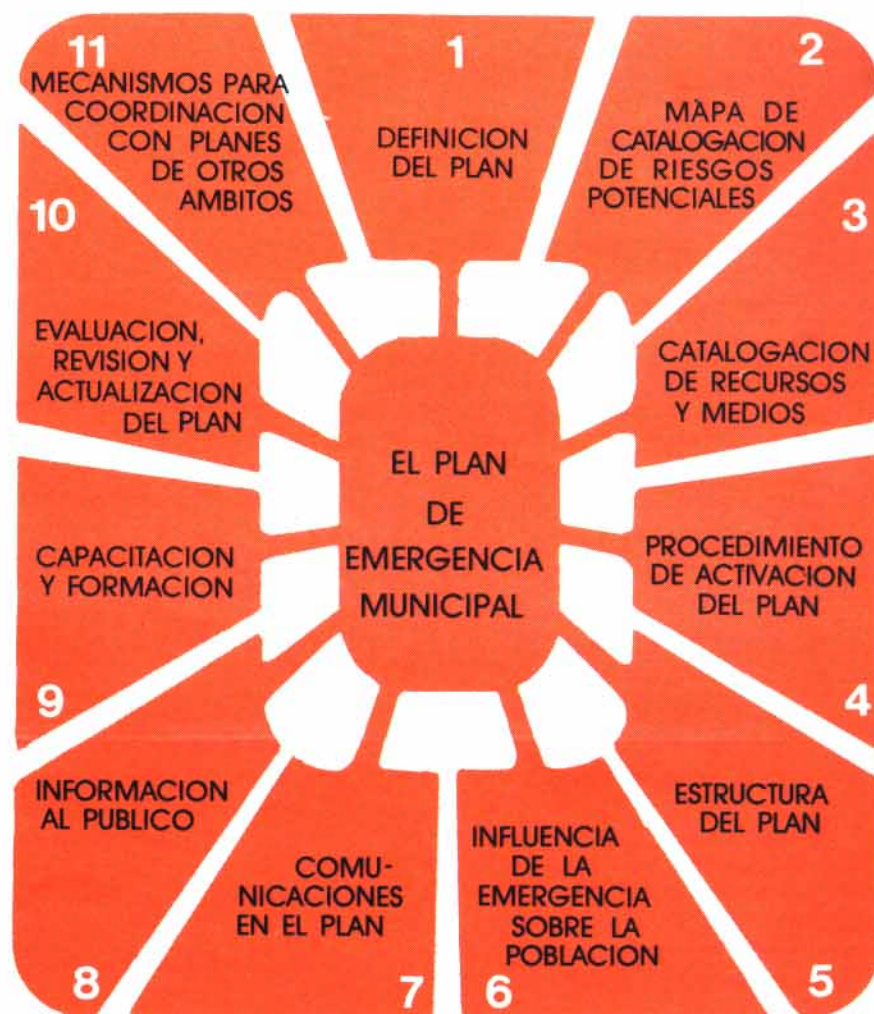 1
DEFINICION
DEL PLAN
2
MÀPA DE
CATALOGACION
DE RIESGOS
POTENCIALES
3
CATALOGACION
DE RECURSOS
Y MEDIOS
PROCEDIMIENTO
DE ACTIVACION
DEL PLAN
4
ESTRUCTURA
DEL PLAN
5
INFLUENCIA
DE LA
EMERGENCIA
SOBRE LA
POBLACION
6
COMU-
NICACIONES
EN EL PLAN
7
INFORMACION
AL PUBLICO
8
CAPACITACION
Y FORMACION
9
10
EVALUACION,
REVISION Y
ACTUALIZACION
DEL PLAN
11
MECANISMOS PARA
COORDINACION
CON PLANES
DE OTROS
AMBITOS
EL PLAN
DE
EMERGENCIA
MUNICIPAL